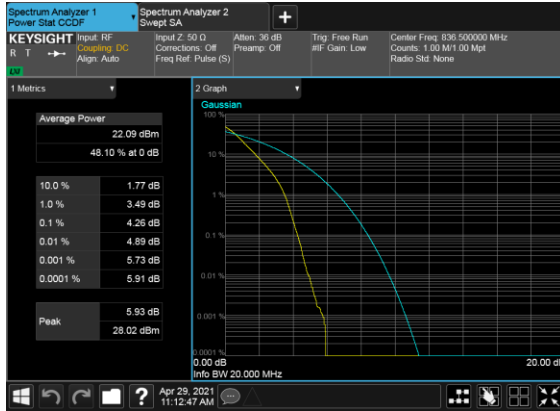 Spectrum Analyzer 1
Power Stat CCDF
Spectrum Analyzer 2
Swept SA
KEYSIGHT
R T
Input: RF
Coupling: DC
Align: Auto
Input Z: 50 Ω
Corrections: Off
Freq Ref: Pulse (S)
Atten: 36 dB
Preamp: Off
Trig: Free Run
#IF Gain: Low
Center Freq: 836.500000 MHz
Counts: 1.00 M/1.00 Mpt
Radio Std: None
1 Metrics
Average Power
22.09 dBm
48.10 % at 0 dB
10.0 % 1.77 dB
1.0 % 3.49 dB
0.1 % 4.26 dB
0.01 % 4.89 dB
0.001 % 5.73 dB
0.0001 % 5.91 dB
Peak
5.93 dB
28.02 dBm
2 Graph
Gaussian
100 %
10 %
1 %
0.1 %
0.01 %
0.001 %
0.0001 %
0.00 dB
20.00 d
Info BW 20.000 MHz
?
Apr 29, 2021
11:12:47 AM